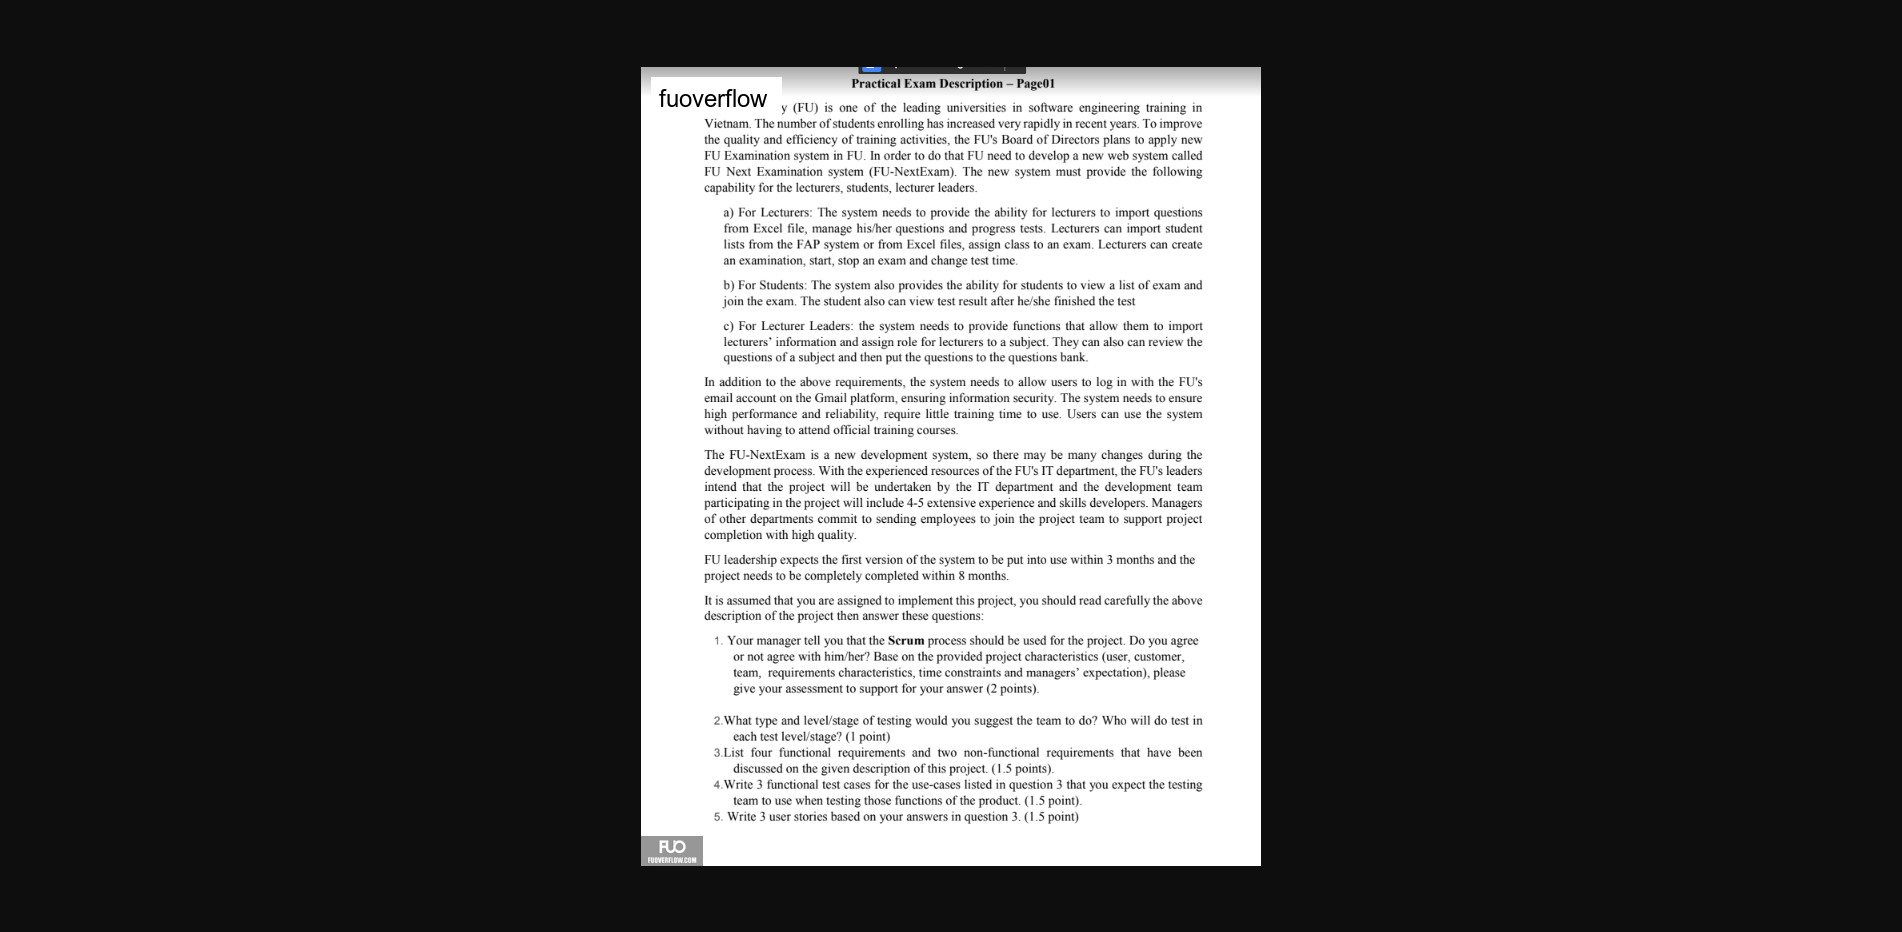 Practical Exam Description – Page01
fuoverflow
y (FU) is one of the leading universities in software engineering training in
Vietnam. The number of students enrolling has increased very rapidly in recent years. To improve
the quality and efficiency of training activities, the FU's Board of Directors plans to apply new
FU Examination system in FU. In order to do that FU need to develop a new web system called
FU Next Examination system (FU-NextExam). The new system must provide the following
capability for the lecturers, students, lecturer leaders.
a) For Lecturers: The system needs to provide the ability for lecturers to import questions
from Excel file, manage his/her questions and progress tests. Lecturers can import student
lists from the FAP system or from Excel files, assign class to an exam. Lecturers can create
an examination, start, stop an exam and change test time.
b) For Students: The system also provides the ability for students to view a list of exam and
join the exam. The student also can view test result after he/she finished the test
c) For Lecturer Leaders: the system needs to provide functions that allow them to import
lecturers’ information and assign role for lecturers to a subject. They can also can review the
questions of a subject and then put the questions to the questions bank.
In addition to the above requirements, the system needs to allow users to log in with the FU's
email account on the Gmail platform, ensuring information security. The system needs to ensure
high performance and reliability, require little training time to use. Users can use the system
without having to attend official training courses.
The FU-NextExam is a new development system, so there may be many changes during the
development process. With the experienced resources of the FU's IT department, the FU's leaders
intend that the project will be undertaken by the IT department and the development team
participating in the project will include 4-5 extensive experience and skills developers. Managers
of other departments commit to sending employees to join the project team to support project
completion with high quality.
FU leadership expects the first version of the system to be put into use within 3 months and the
project needs to be completely completed within 8 months.
It is assumed that you are assigned to implement this project, you should read carefully the above
description of the project then answer these questions:
1. Your manager tell you that the Scrum process should be used for the project. Do you agree
or not agree with him/her? Base on the provided project characteristics (user, customer,
team, requirements characteristics, time constraints and managers’ expectation), please
give your assessment to support for your answer (2 points).
2.What type and level/stage of testing would you suggest the team to do? Who will do test in
each test level/stage? (1 point)
3.List four functional requirements and two non-functional requirements that have been
discussed on the given description of this project. (1.5 points).
4.Write 3 functional test cases for the use-cases listed in question 3 that you expect the testing
team to use when testing those functions of the product. (1.5 point).
5. Write 3 user stories based on your answers in question 3. (1.5 point)
FUO
FUOVERFLOW.COM